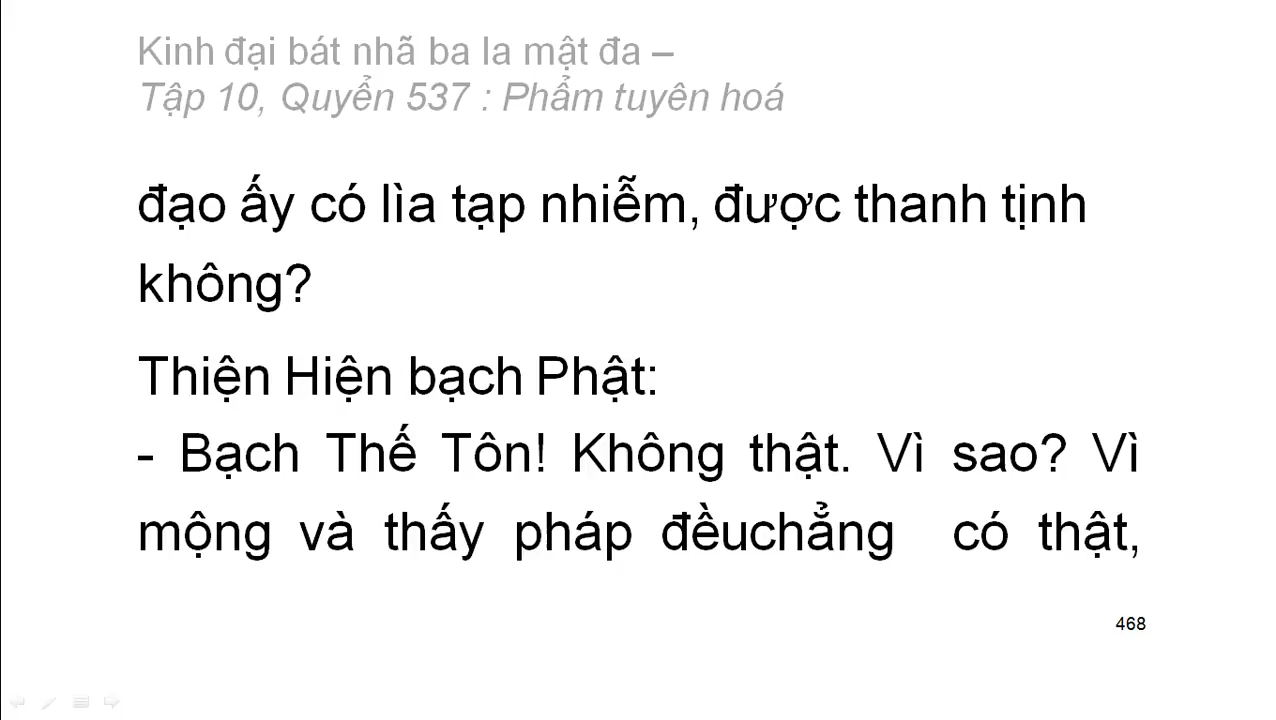 Kinh đại bát nhã ba la mật đa –
Tập 10, Quyển 537 : Phẩm tuyên hoá
đạo ấy có lìa tạp nhiễm, được thanh tịnh
không?
Thiện Hiện bạch Phật:
- Bạch Thế Tôn! Không thật. Vì sao? Vì
mộng và thấy pháp đềuchẳng  có thật,
468